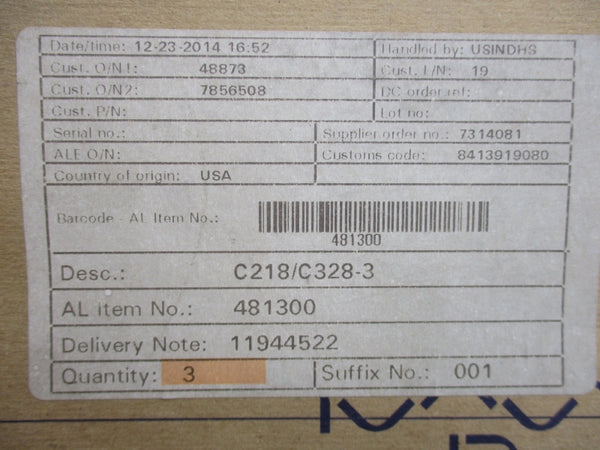 Date/time: 12-23-2014 16:52 Handled by: USINDHS
Cust. O/N1: 48873 Cust. L/N: 19
Cust. O/N2: 7856508 DC order ref:
Cust. P/N: Lot no:
Serial no.: Supplier order no.: 7314081
ALE O/N: Customs code: 8413919080
Country of origin: USA
Barcode - AL Item No.:
481300
Desc.: C218/C328-3
AL item No.: 481300
Delivery Note: 11944522
Quantity: 3 Suffix No.: 001